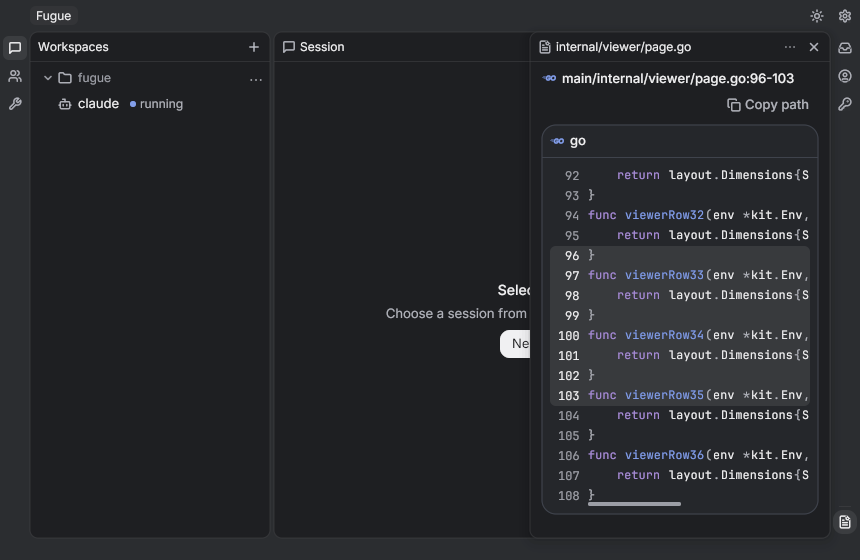 Fugue
Workspaces
fugue
claude running
Session
Selec
Choose a session from
Ne
internal/viewer/page.go
main/internal/viewer/page.go:96-103
Copy path
go
92 return layout.Dimensions{S
93 }
94 func viewerRow32(env *kit.Env,
95 return layout.Dimensions{S
96 }
97 func viewerRow33(env *kit.Env,
98 return layout.Dimensions{S
99 }
100 func viewerRow34(env *kit.Env,
101 return layout.Dimensions{S
102 }
103 func viewerRow35(env *kit.Env,
104 return layout.Dimensions{S
105 }
106 func viewerRow36(env *kit.Env,
107 return layout.Dimensions{S
108 }